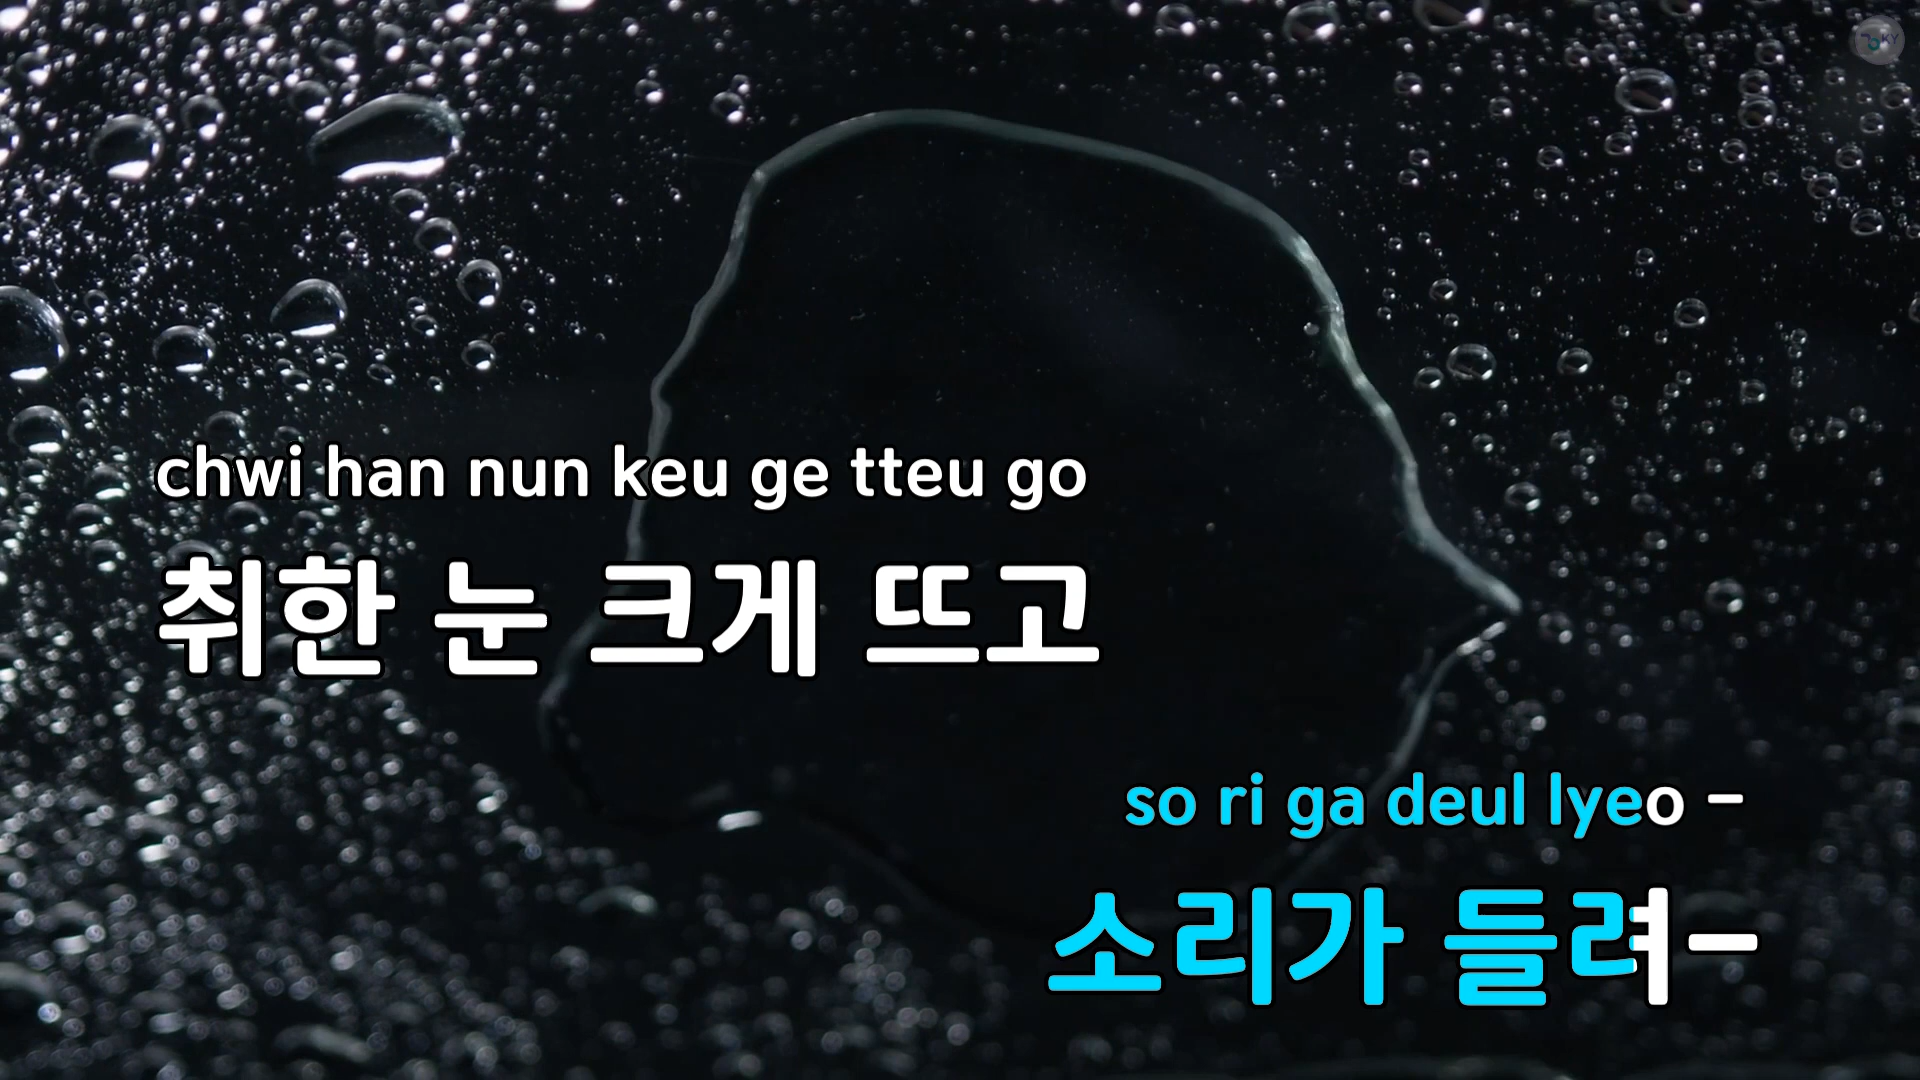 KY
chwi han nun keu ge tteu go
취한 눈 크게 뜨고
so ri ga deul lyeo -
소리가 들려-